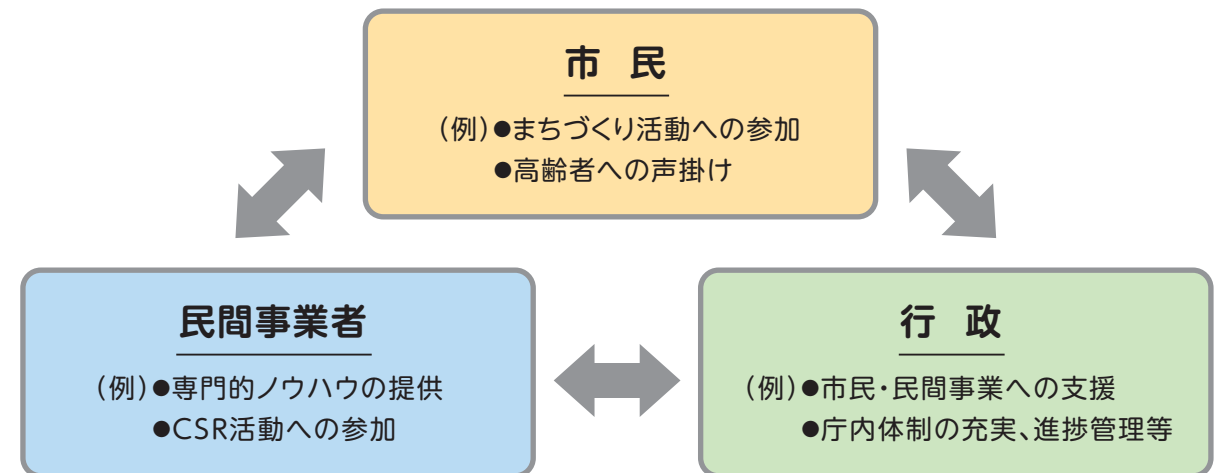 市 民
(例)●まちづくり活動への参加
●高齢者への声掛け
民間事業者
(例)●専門的ノウハウの提供
●CSR活動への参加
行 政
(例)●市民・民間事業への支援
●庁内体制の充実、進捗管理等